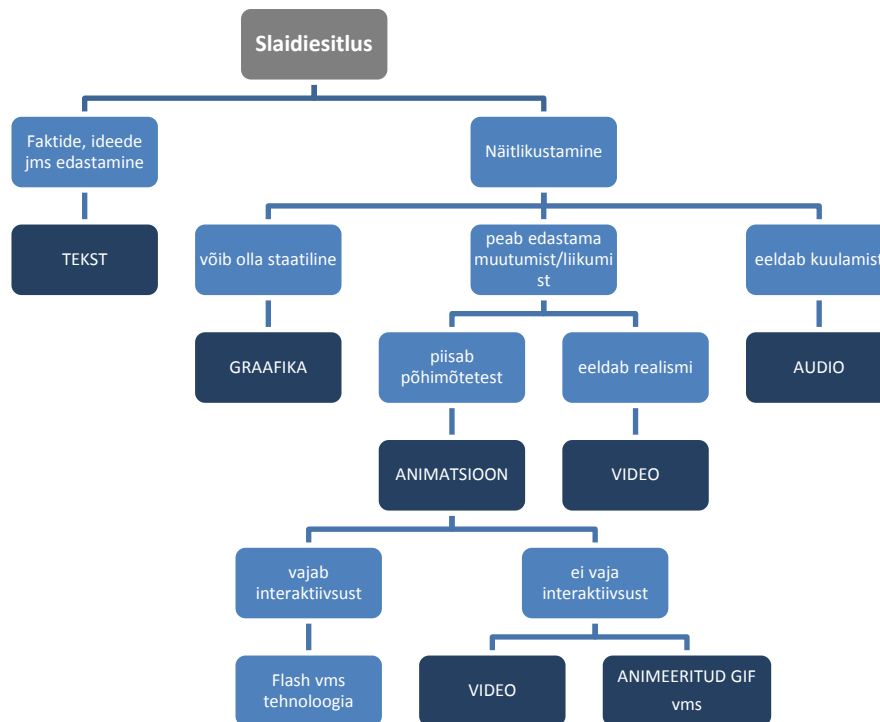 Slaidiesitlus
Faktide, ideede
jms edastamine
Näitlikustamine
TEKST
võib olla staatiline
peab edastama
muutumist/liikumi
st
eeldab kuulamist
GRAAFIKA
piisab
põhimõtetest
eeldab realismi
AUDIO
ANIMATSIOON
VIDEO
vajab
interaktiivsust
ei vaja
interaktiivsust
Flash vms
tehnoloogia
VIDEO
ANIMEERITUD GIF
vms